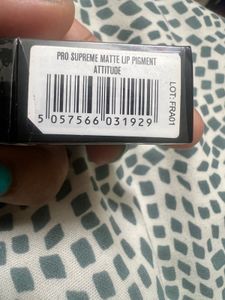 PRO SUPREME MATTE LIP PIGMENT
ATTITUDE
5 057566 031929
LOT: FRA01